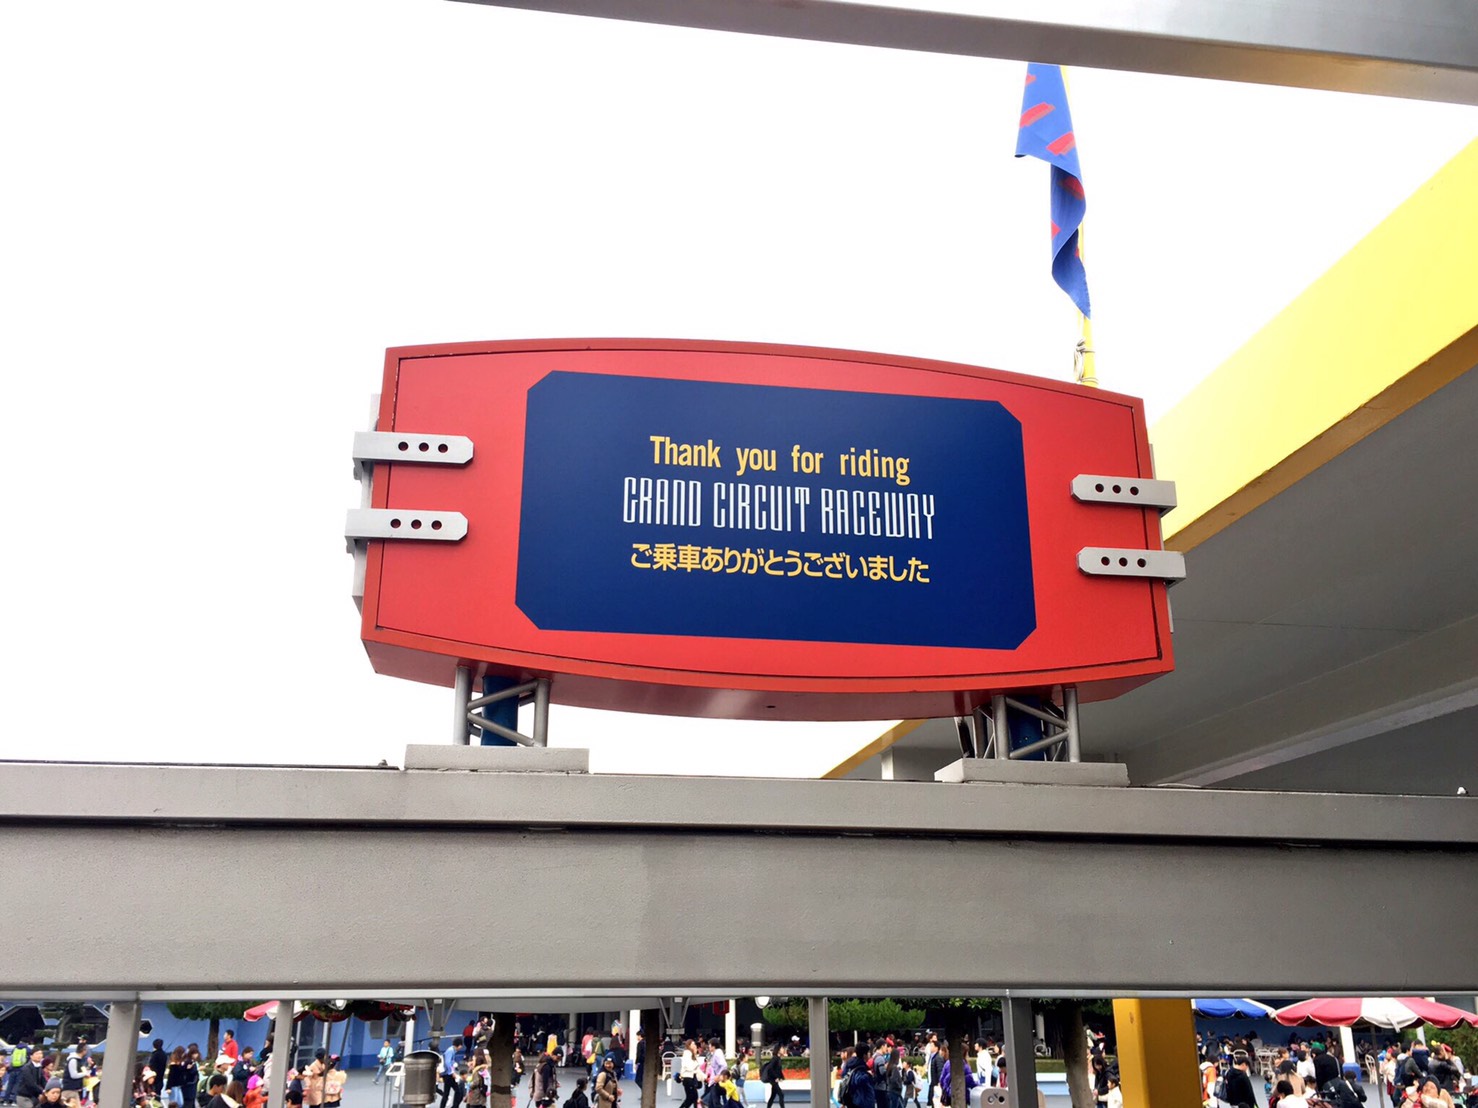 Thank you for riding
GRAND CIRCUIT RACEWAY
ご乗車ありがとうございました